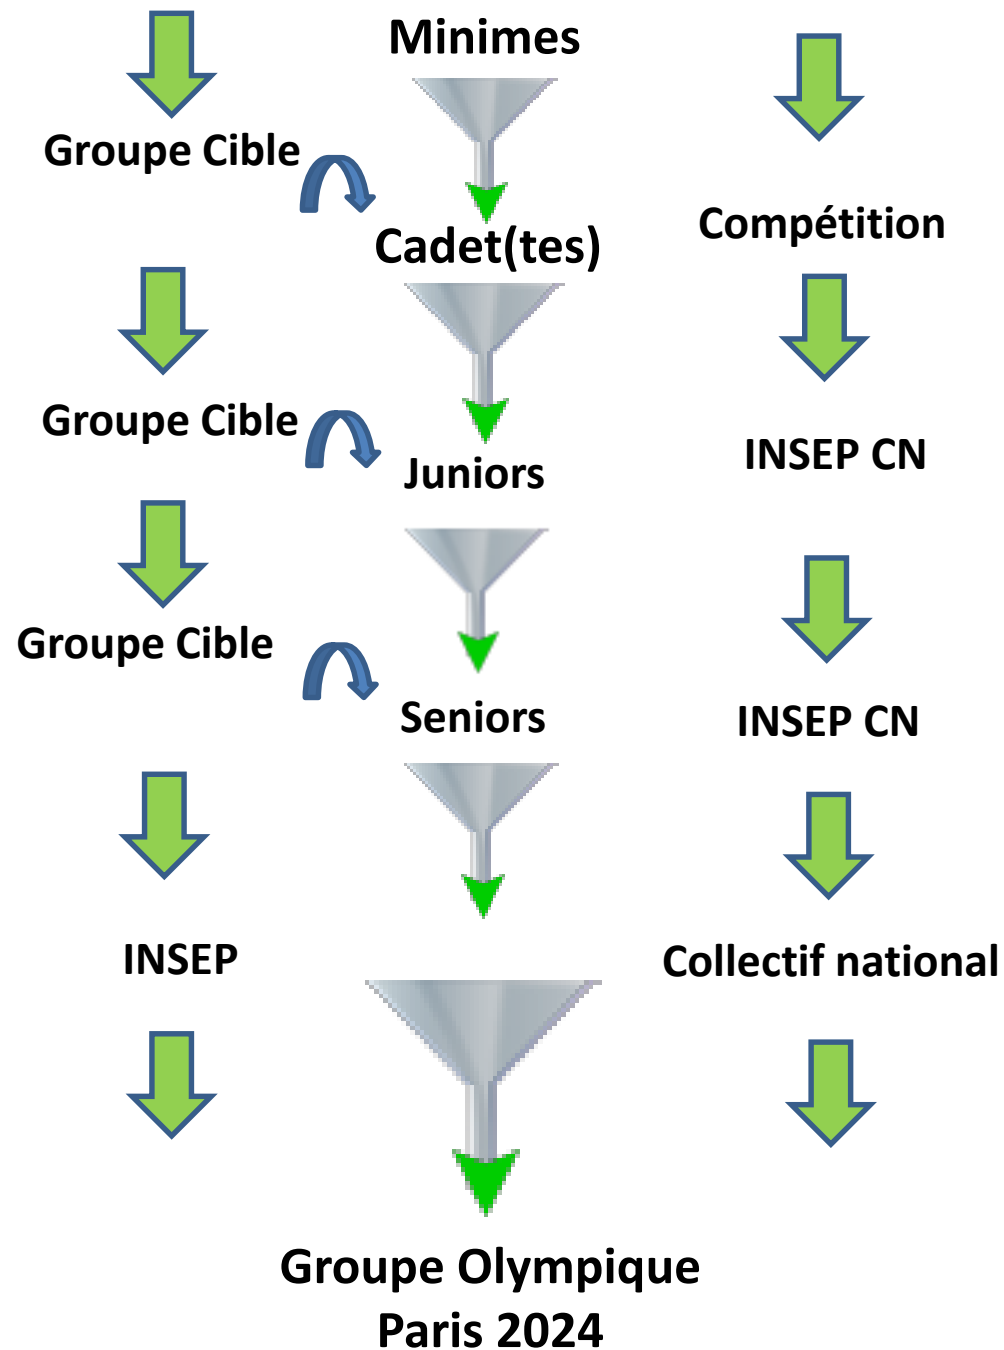 Minimes
Groupe Cible
Compétition
Cadet(tes)
Groupe Cible
INSEP CN
Juniors
Groupe Cible
Seniors
INSEP CN
INSEP
Collectif national
Groupe Olympique
Paris 2024